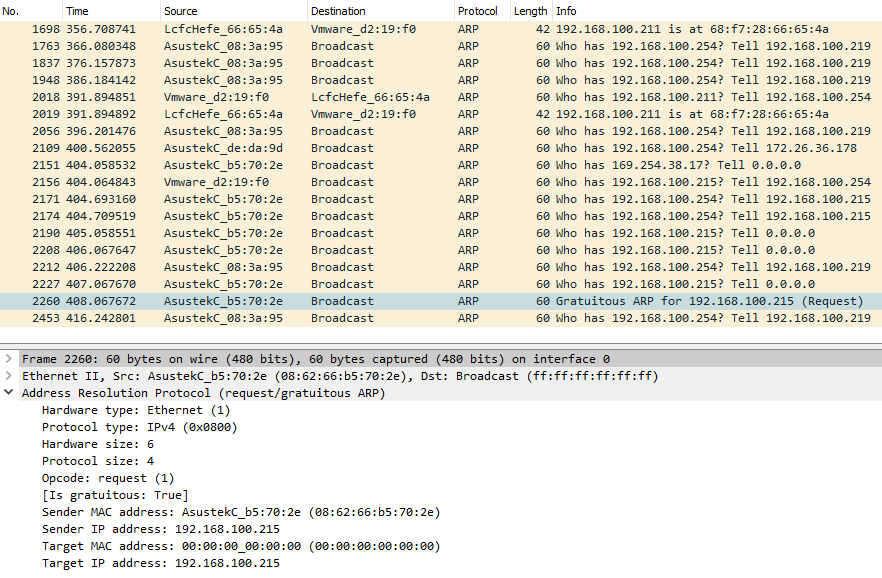 No. Time Source Destination Protocol Length Info
1698 356.708741 LcfcHefe_66:65:4a Vmware_d2:19:f0 ARP 42 192.168.100.211 is at 68:f7:28:66:65:4a
1763 366.080348 AsustekC_08:3a:95 Broadcast ARP 60 Who has 192.168.100.254? Tell 192.168.100.219
1837 376.157873 AsustekC_08:3a:95 Broadcast ARP 60 Who has 192.168.100.254? Tell 192.168.100.219
1948 386.184142 AsustekC_08:3a:95 Broadcast ARP 60 Who has 192.168.100.254? Tell 192.168.100.219
2018 391.894851 Vmware_d2:19:f0 LcfcHefe_66:65:4a ARP 60 Who has 192.168.100.211? Tell 192.168.100.254
2019 391.894892 LcfcHefe_66:65:4a Vmware_d2:19:f0 ARP 42 192.168.100.211 is at 68:f7:28:66:65:4a
2056 396.201476 AsustekC_08:3a:95 Broadcast ARP 60 Who has 192.168.100.254? Tell 192.168.100.219
2109 400.562055 AsustekC_de:da:9d Broadcast ARP 60 Who has 192.168.100.254? Tell 172.26.36.178
2151 404.058532 AsustekC_b5:70:2e Broadcast ARP 60 Who has 169.254.38.17? Tell 0.0.0.0
2156 404.064843 Vmware_d2:19:f0 Broadcast ARP 60 Who has 192.168.100.215? Tell 192.168.100.254
2171 404.693160 AsustekC_b5:70:2e Broadcast ARP 60 Who has 192.168.100.254? Tell 192.168.100.215
2174 404.709519 AsustekC_b5:70:2e Broadcast ARP 60 Who has 192.168.100.254? Tell 192.168.100.215
2190 405.058551 AsustekC_b5:70:2e Broadcast ARP 60 Who has 192.168.100.215? Tell 0.0.0.0
2208 406.067647 AsustekC_b5:70:2e Broadcast ARP 60 Who has 192.168.100.215? Tell 0.0.0.0
2212 406.222208 AsustekC_08:3a:95 Broadcast ARP 60 Who has 192.168.100.254? Tell 192.168.100.219
2227 407.067670 AsustekC_b5:70:2e Broadcast ARP 60 Who has 192.168.100.215? Tell 0.0.0.0
2260 408.067672 AsustekC_b5:70:2e Broadcast ARP 60 Gratuitous ARP for 192.168.100.215 (Request)
2453 416.242801 AsustekC_08:3a:95 Broadcast ARP 60 Who has 192.168.100.254? Tell 192.168.100.219
Frame 2260: 60 bytes on wire (480 bits), 60 bytes captured (480 bits) on interface 0
Ethernet II, Src: AsustekC_b5:70:2e (08:62:66:b5:70:2e), Dst: Broadcast (ff:ff:ff:ff:ff:ff)
Address Resolution Protocol (request/gratuitous ARP)
Hardware type: Ethernet (1)
Protocol type: IPv4 (0x0800)
Hardware size: 6
Protocol size: 4
Opcode: request (1)
[Is gratuitous: True]
Sender MAC address: AsustekC_b5:70:2e (08:62:66:b5:70:2e)
Sender IP address: 192.168.100.215
Target MAC address: 00:00:00_00:00:00 (00:00:00:00:00:00)
Target IP address: 192.168.100.215